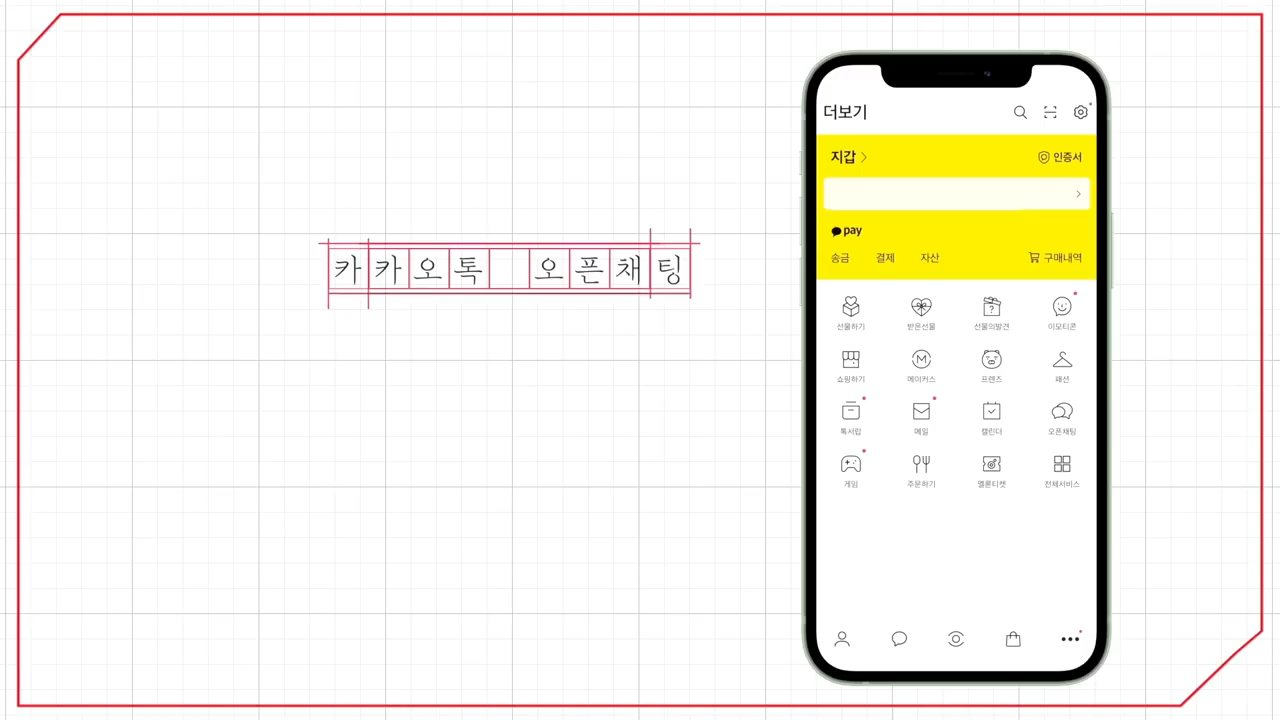 카카오톡 오픈채팅
더보기
지갑
인증서
pay
송금 결제 자산 구매내역
선물하기 받은선물 선물의발견 이모티콘
?
쇼핑하기 메이커스 프렌즈 패션
M
톡서랍 메일 캘린더 오픈채팅
게임 주문하기 멜론티켓 전체서비스